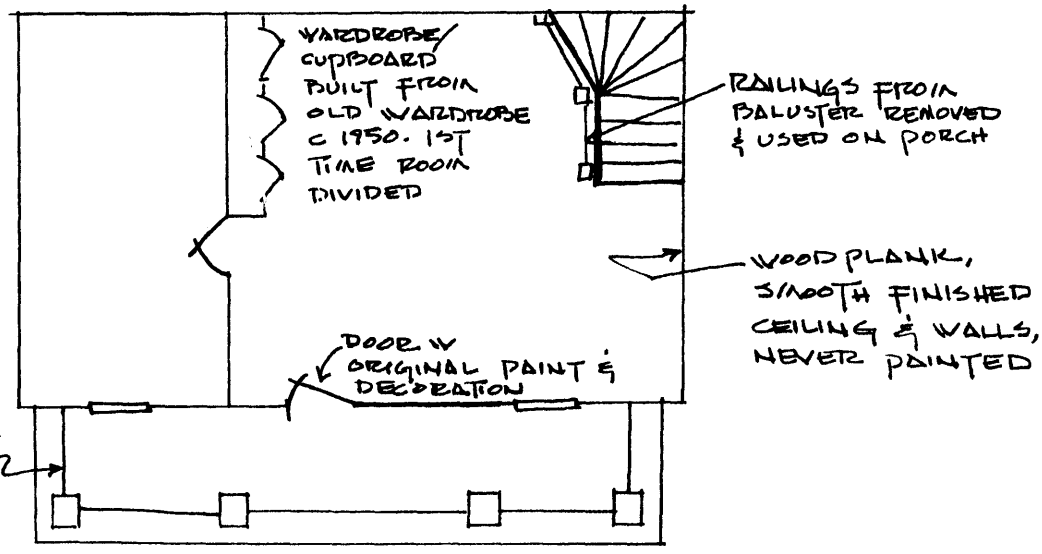 WARDROBE/
CUPBOARD
BUILT FROM
OLD WARDROBE
C 1950. 1ST
TIME ROOM
DIVIDED
RAILINGS FROM
BALUSTER REMOVED
& USED ON PORCH
WOOD PLANK,
SMOOTH FINISHED
CEILING & WALLS,
NEVER PAINTED
DOOR W
ORIGINAL PAINT &
DECORATION